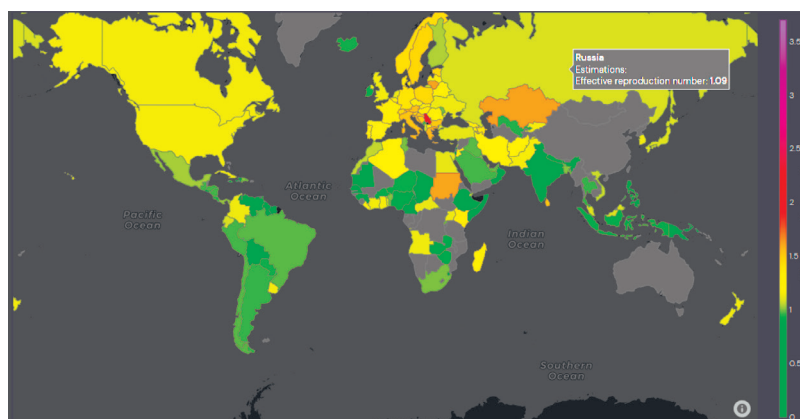 3.5
Russia
Estimations:
Effective reproduction number: 1.09
3
2.5
Atlantic
Ocean
2
Pacific
Ocean
Indian
Ocean
1.5
1
0.5
Southern
Ocean
0
i